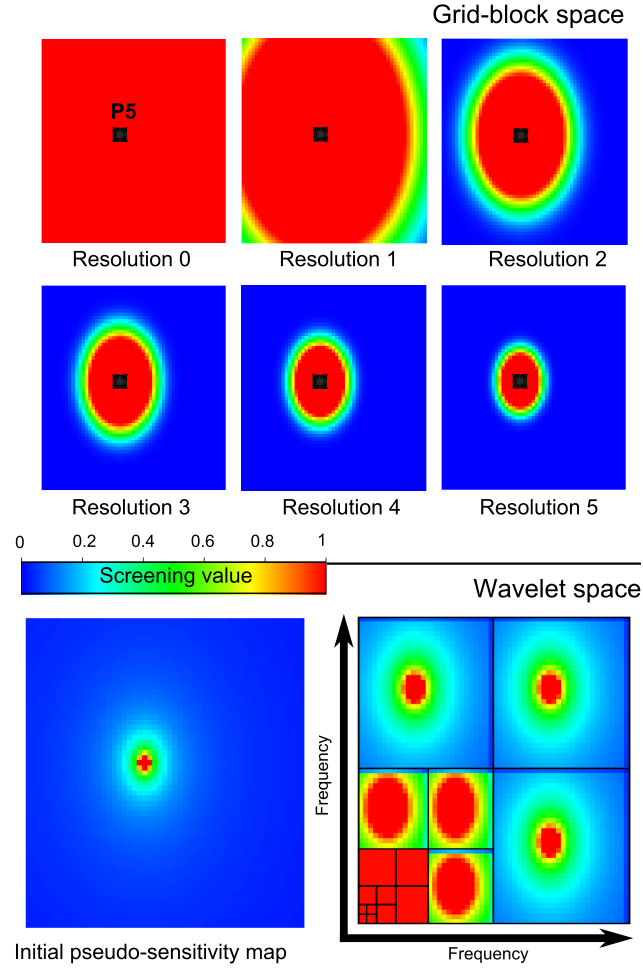 Grid-block space
P5
Resolution 0
Resolution 1
Resolution 2
Resolution 3
Resolution 4
Resolution 5
0 0.2 0.4 0.6 0.8 1
Screening value
Wavelet space
Frequency
Initial pseudo-sensitivity map
Frequency